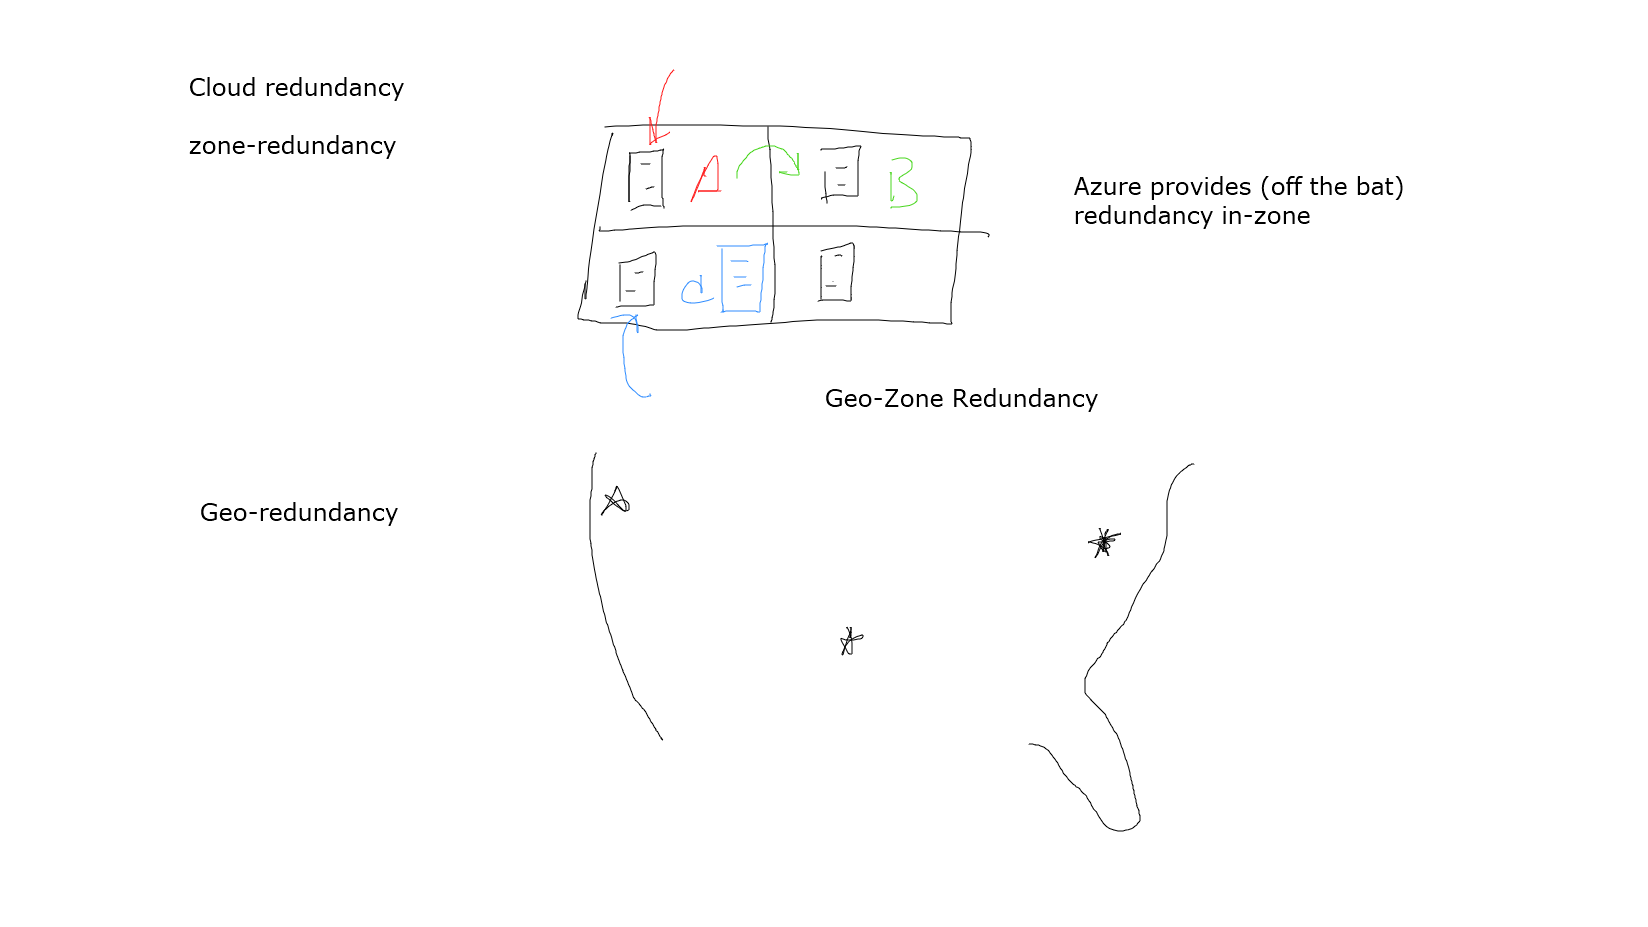 Cloud redundancy
zone-redundancy
A
B
C
Azure provides (off the bat)
redundancy in-zone
Geo-Zone Redundancy
Geo-redundancy